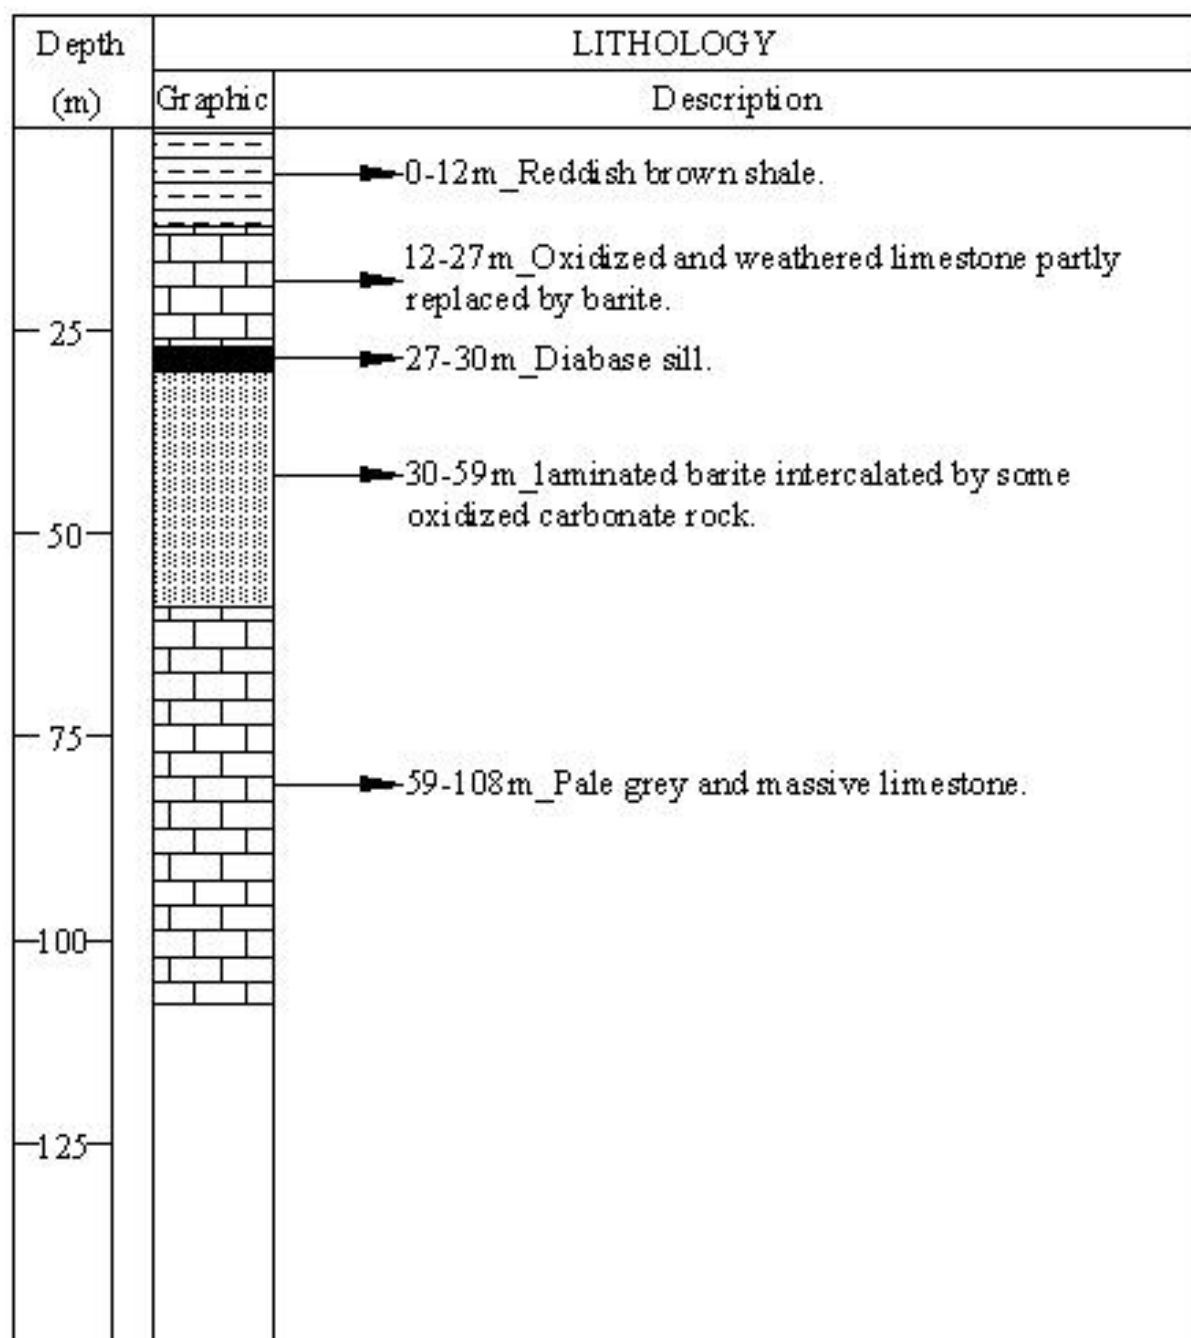 Depth
(m)
LITHOLOGY
Graphic
Description
0-12m_Reddish brown shale.
12-27m_Oxidized and weathered limestone partly
replaced by barite.
25
27-30m_Diabase sill.
30-59m_laminated barite intercalated by some
oxidized carbonate rock.
50
75
59-108m_Pale grey and massive limestone.
100
125